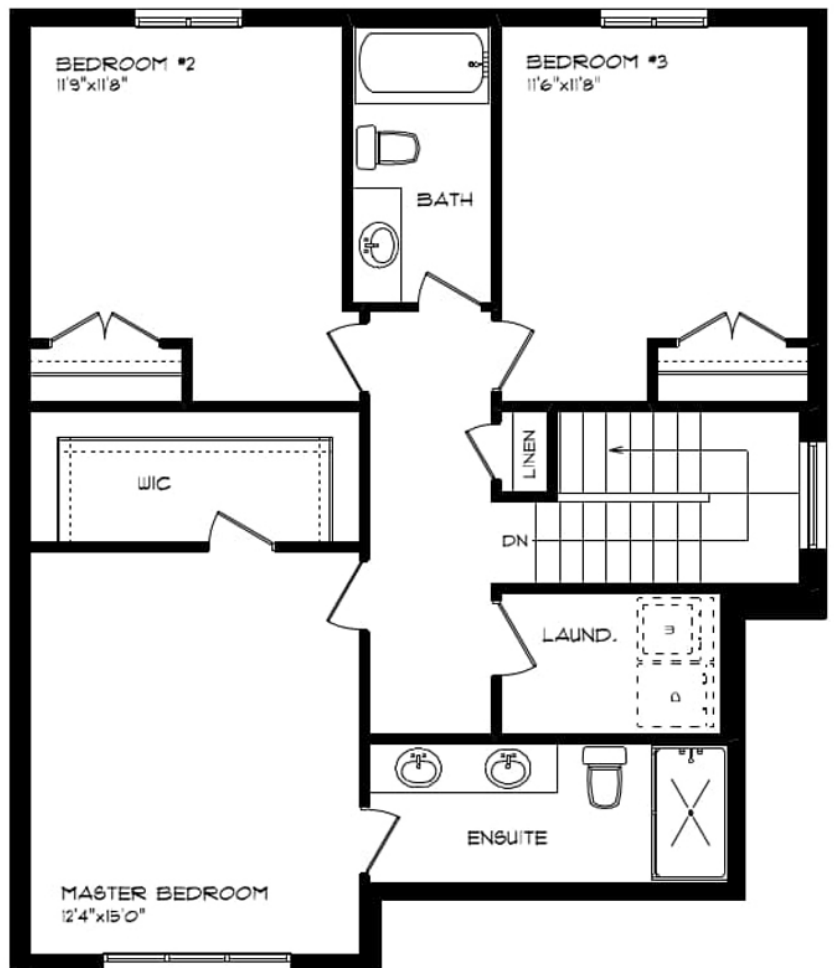 BEDROOM #2
11'9"x11'8"
BEDROOM #3
11'6"x11'8"
BATH
LINEN
WIC
DN
LAUND.
W
D
ENSUITE
MASTER BEDROOM
12'4"x15'0"